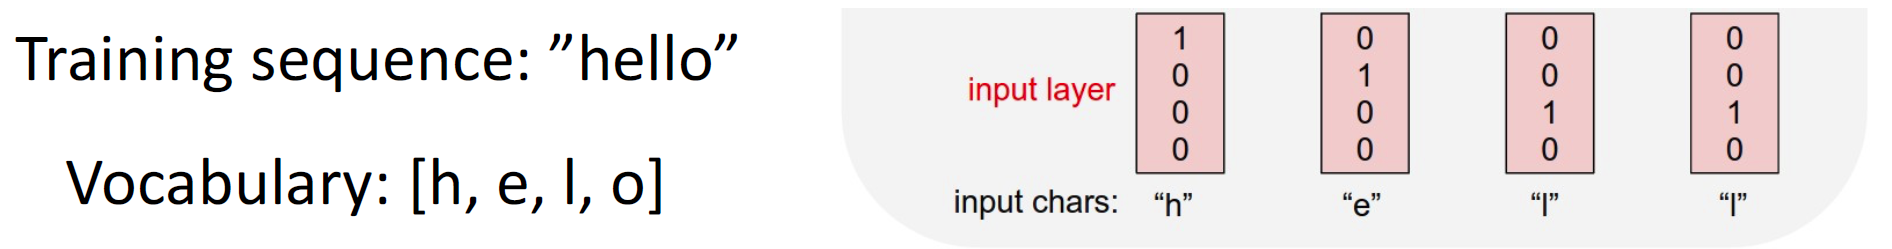 Training sequence: ”hello”
Vocabulary: [h, e, l, o]
input layer
1 0 0 0
0 1 0 0
0 0 1 1
0 0 0 0
input chars: “h” “e” “l” “l”